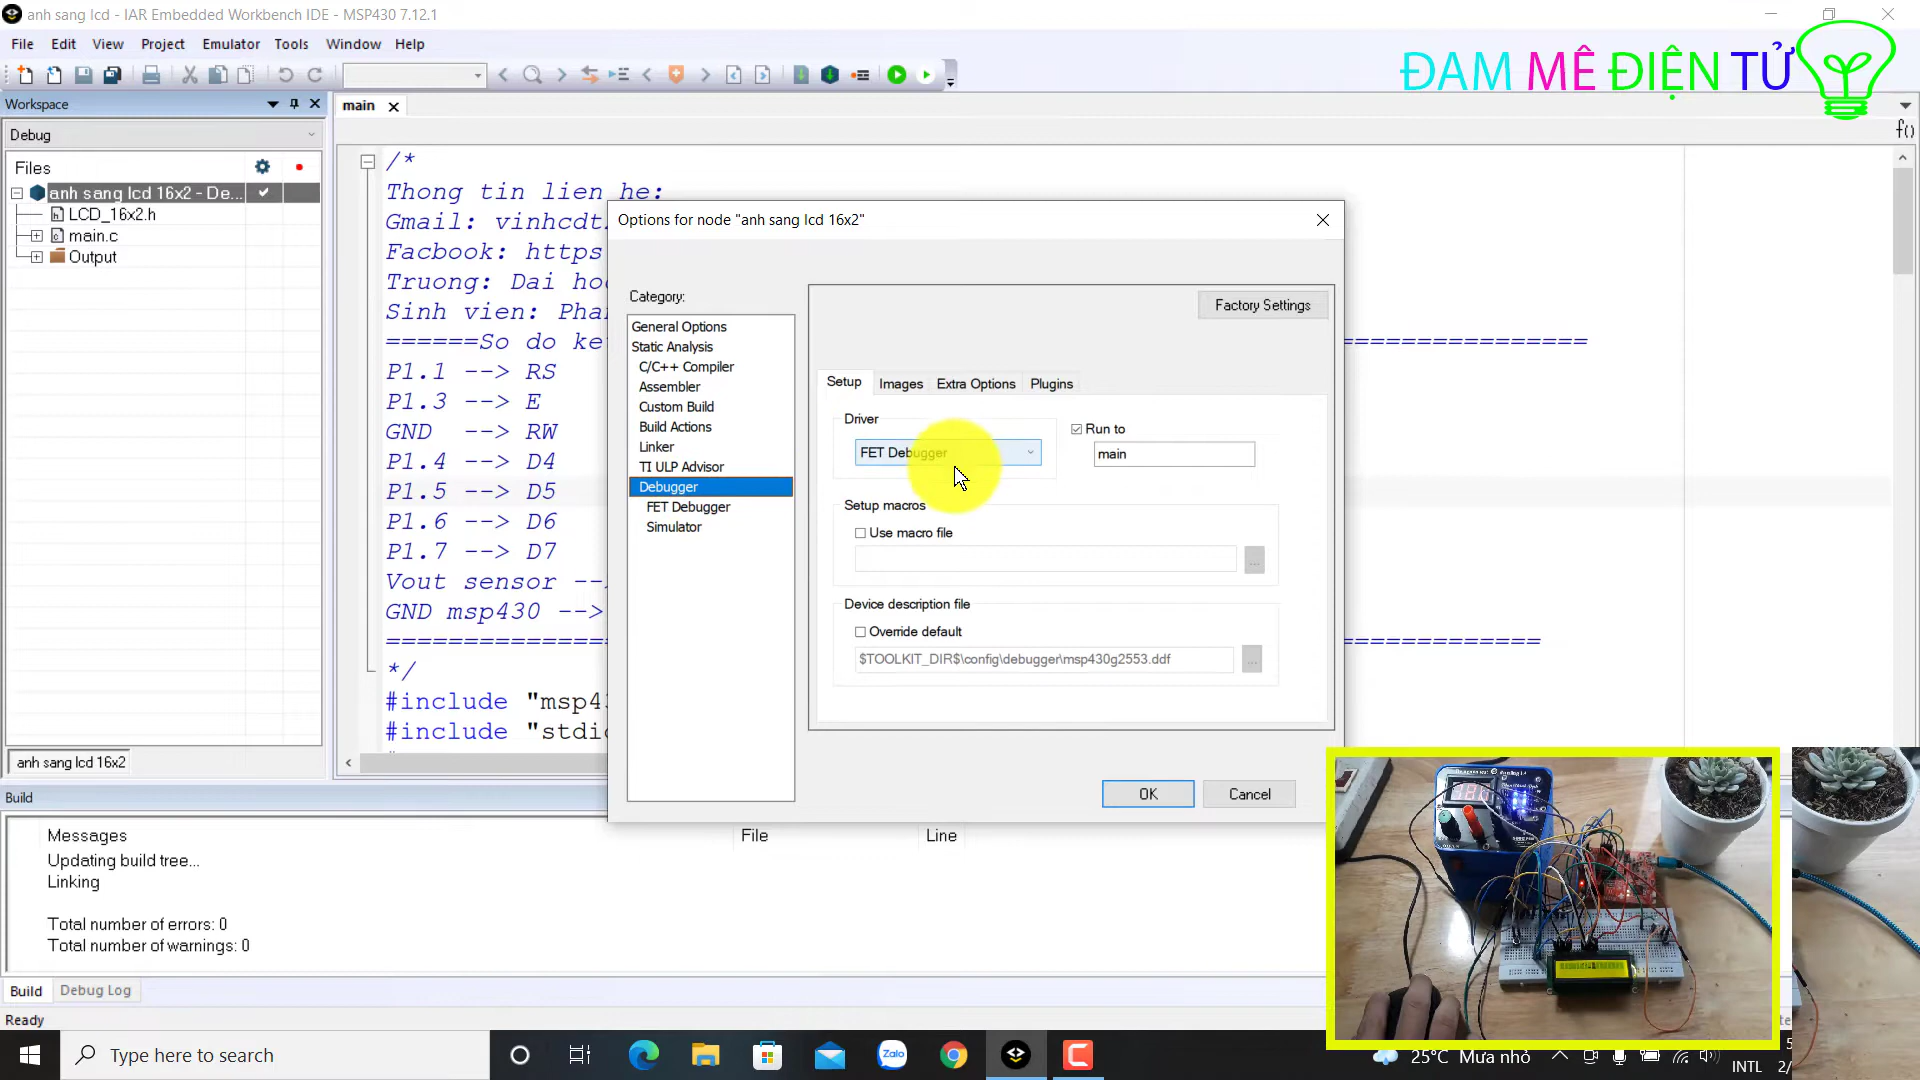 anh sang lcd - IAR Embedded Workbench IDE - MSP430 7.12.1
File Edit View Project Emulator Tools Window Help
ĐAM MÊ ĐIỆN TỬ
Workspace
main
Debug
Files
anh sang lcd 16x2 - De...
LCD_16x2.h
main.c
Output
anh sang lcd 16x2
f()
/*
Thong tin lien he:
Gmail: vinhcdt
Facbook: https
Truong: Dai hoc
Sinh vien: Phan
======So do ket
P1.1 --> RS
P1.3 --> E
GND --> RW
P1.4 --> D4
P1.5 --> D5
P1.6 --> D6
P1.7 --> D7
Vout sensor --
GND msp430 -->
*/
#include "msp43
#include "stdio
Options for node "anh sang lcd 16x2"
Category:
General Options
Static Analysis
C/C++ Compiler
Assembler
Custom Build
Build Actions
Linker
TI ULP Advisor
Debugger
FET Debugger
Simulator
Factory Settings
Setup Images Extra Options Plugins
Driver
FET Debugger
Run to
main
Setup macros
Use macro file
...
Device description file
Override default
$TOOLKIT_DIR$\config\debugger\msp430g2553.ddf
...
OK Cancel
Build
Messages File Line
Updating build tree...
Linking
Total number of errors: 0
Total number of warnings: 0
Build Debug Log
Ready
Type here to search
Zalo
25°C Mưa nhỏ
INTL